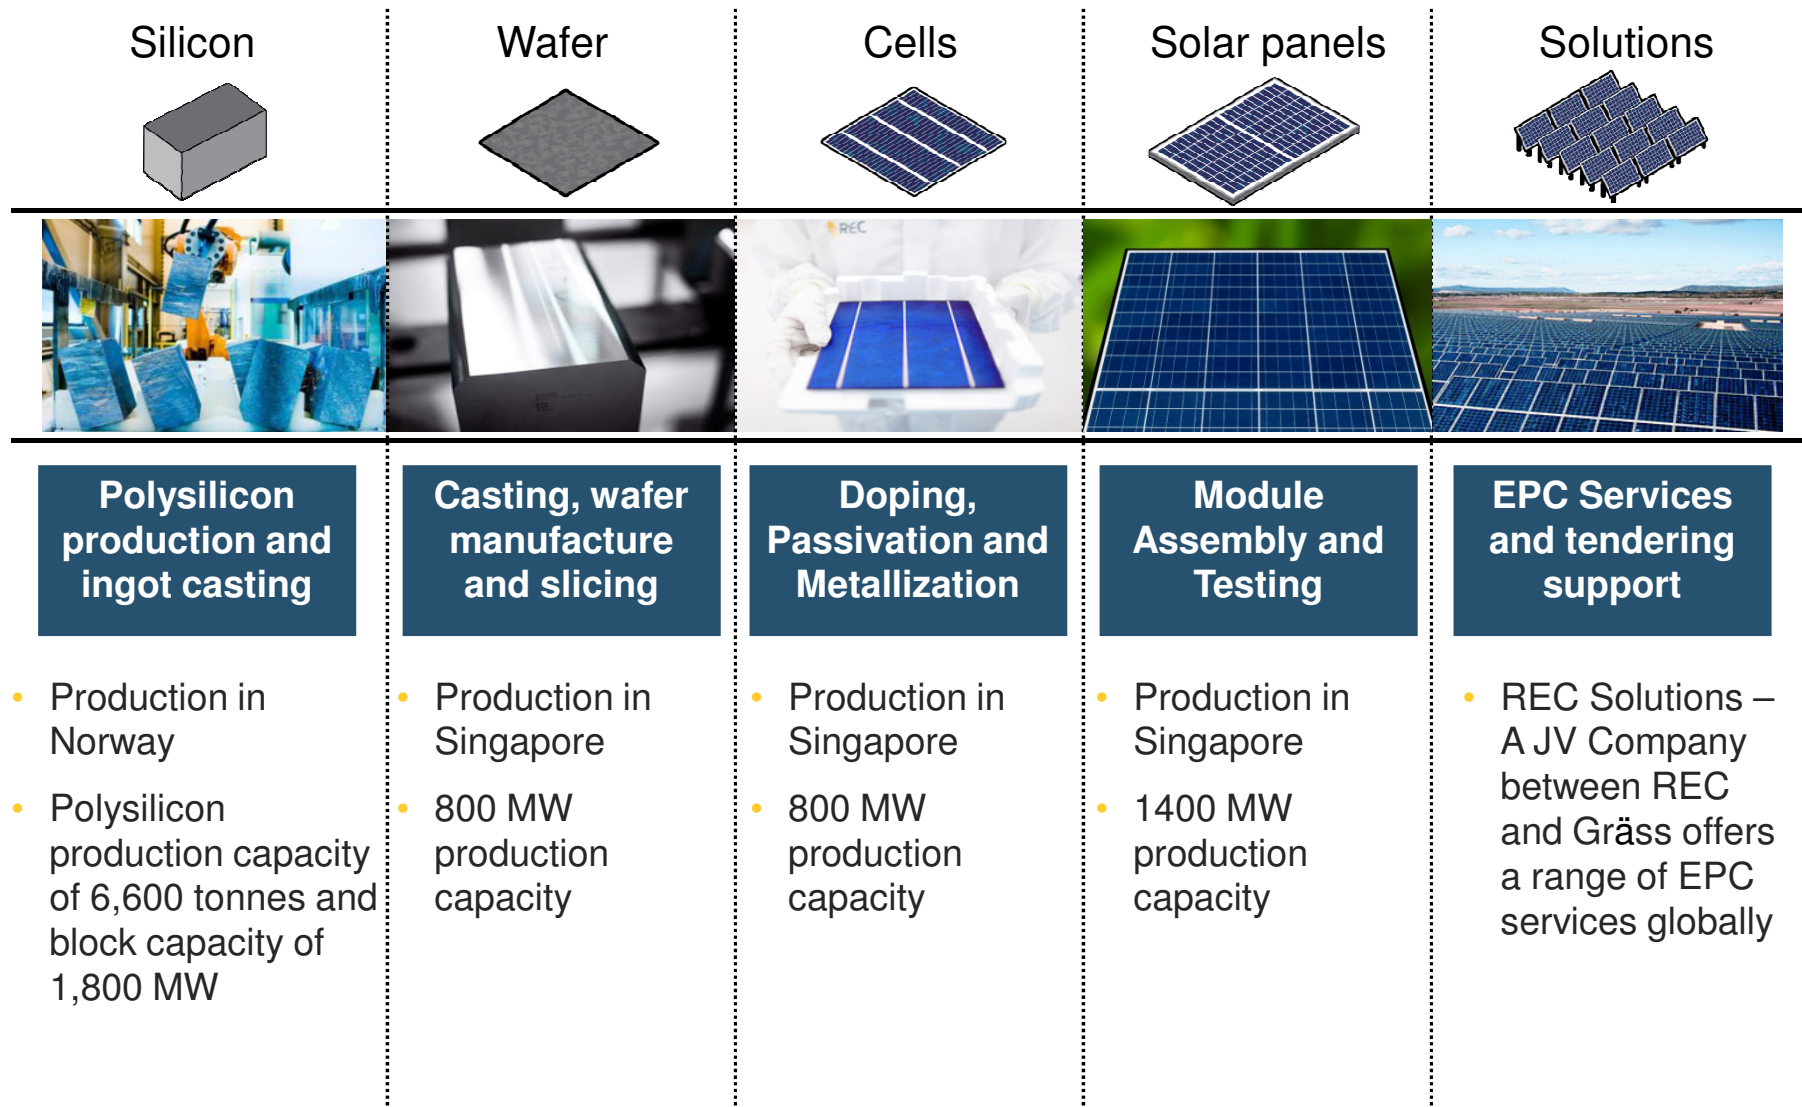 Silicon
Wafer
Cells
Solar panels
Solutions
REC
Polysilicon
production and
ingot casting
Casting, wafer
manufacture
and slicing
Doping,
Passivation and
Metallization
Module
Assembly and
Testing
EPC Services
and tendering
support
• Production in
Norway
• Polysilicon
production capacity
of 6,600 tonnes and
block capacity of
1,800 MW
• Production in
Singapore
• 800 MW
production
capacity
• Production in
Singapore
• 800 MW
production
capacity
• Production in
Singapore
• 1400 MW
production
capacity
• REC Solutions –
A JV Company
between REC
and Gräss offers
a range of EPC
services globally